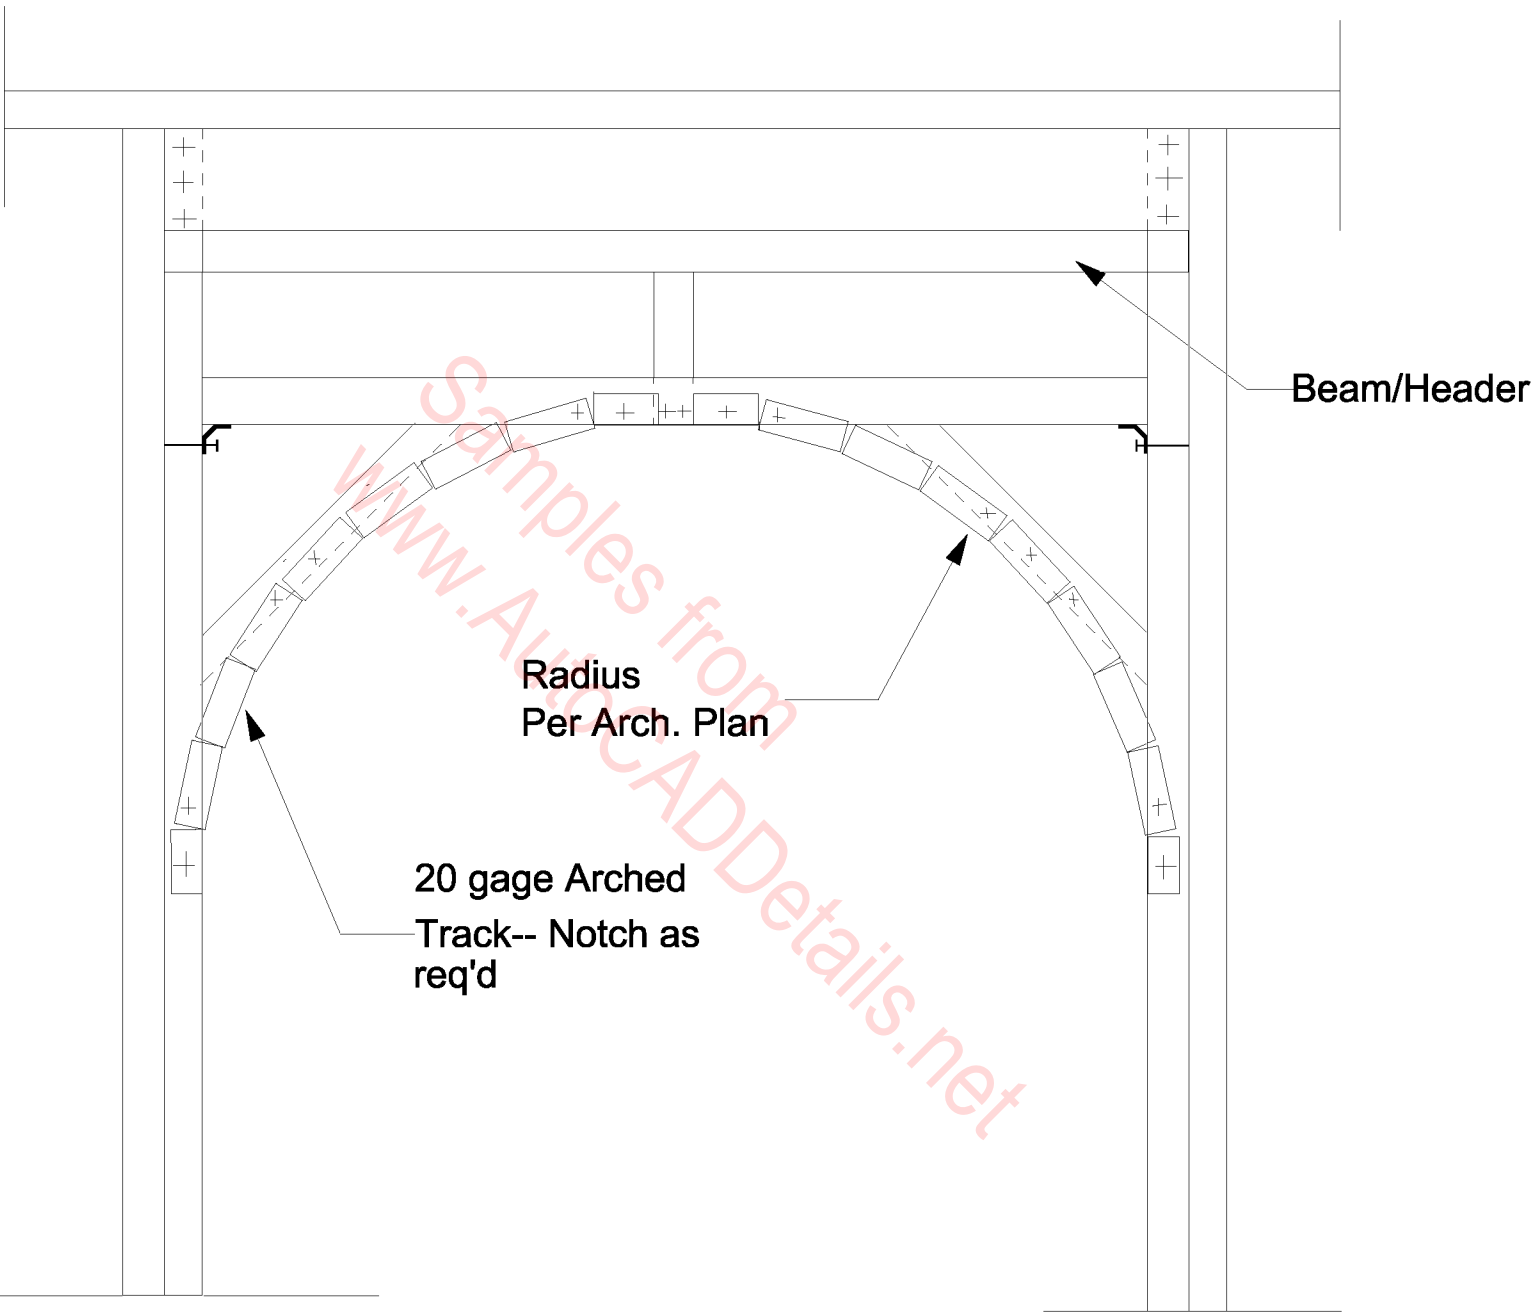 Beam/Header
Samples from
www.AutoCADDetails.net
Radius
Per Arch. Plan
20 gage Arched
Track-- Notch as
req'd